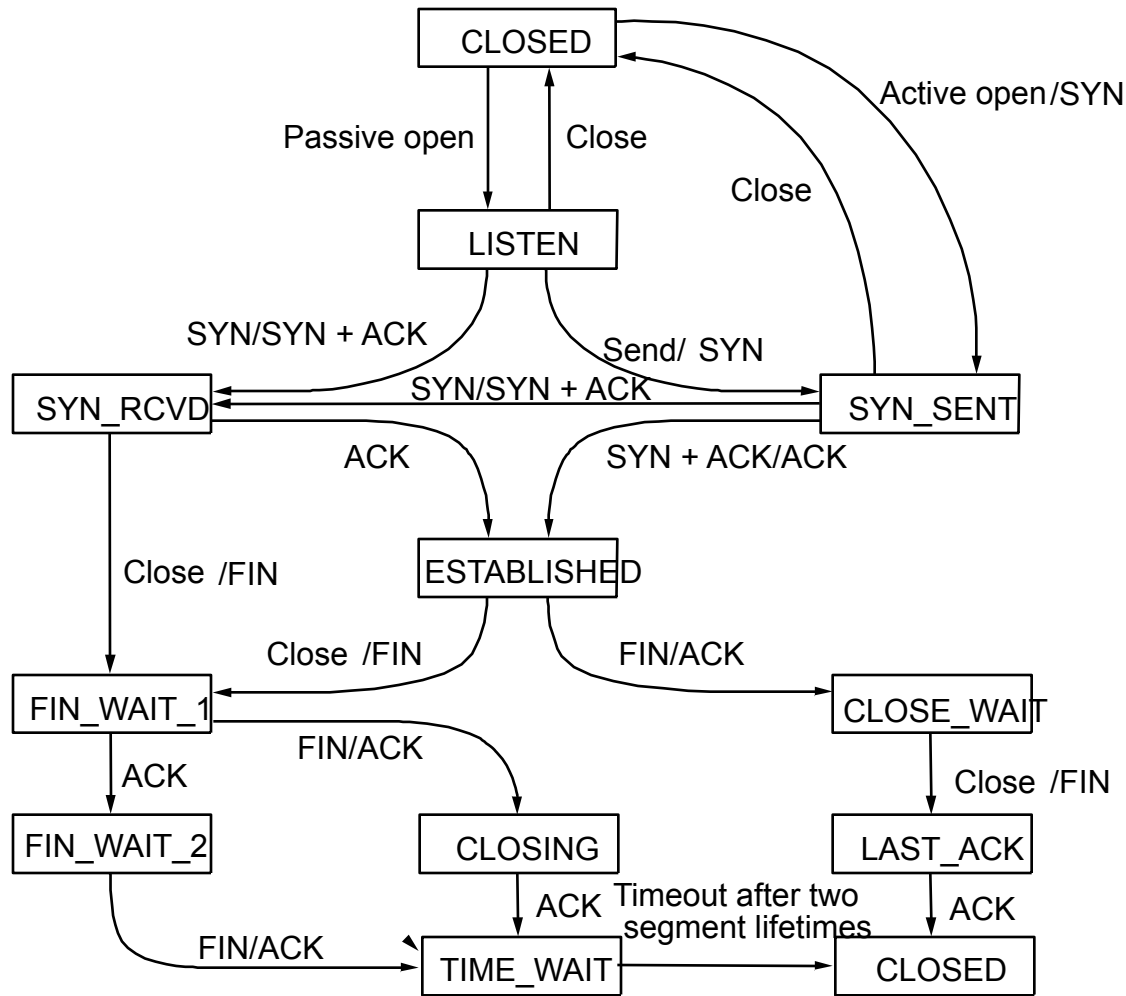 CLOSED
Active open/SYN
Passive open
Close
Close
LISTEN
SYN/SYN + ACK
Send/ SYN
SYN/SYN + ACK
SYN_RCVD
SYN_SENT
ACK
SYN + ACK/ACK
Close /FIN
ESTABLISHED
Close /FIN
FIN/ACK
FIN_WAIT_1
CLOSE_WAIT
FIN/ACK
ACK
Close /FIN
FIN_WAIT_2
CLOSING
LAST_ACK
ACK
Timeout after two
segment lifetimes
ACK
FIN/ACK
TIME_WAIT
CLOSED